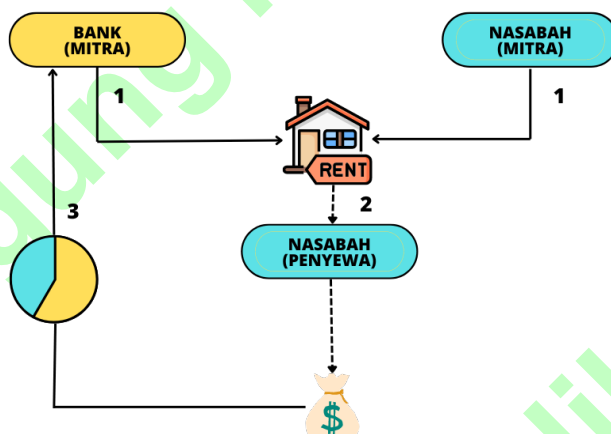 BANK
(MITRA)
NASABAH
(MITRA)
1
1
RENT
2
3
NASABAH
(PENYEWA)
$